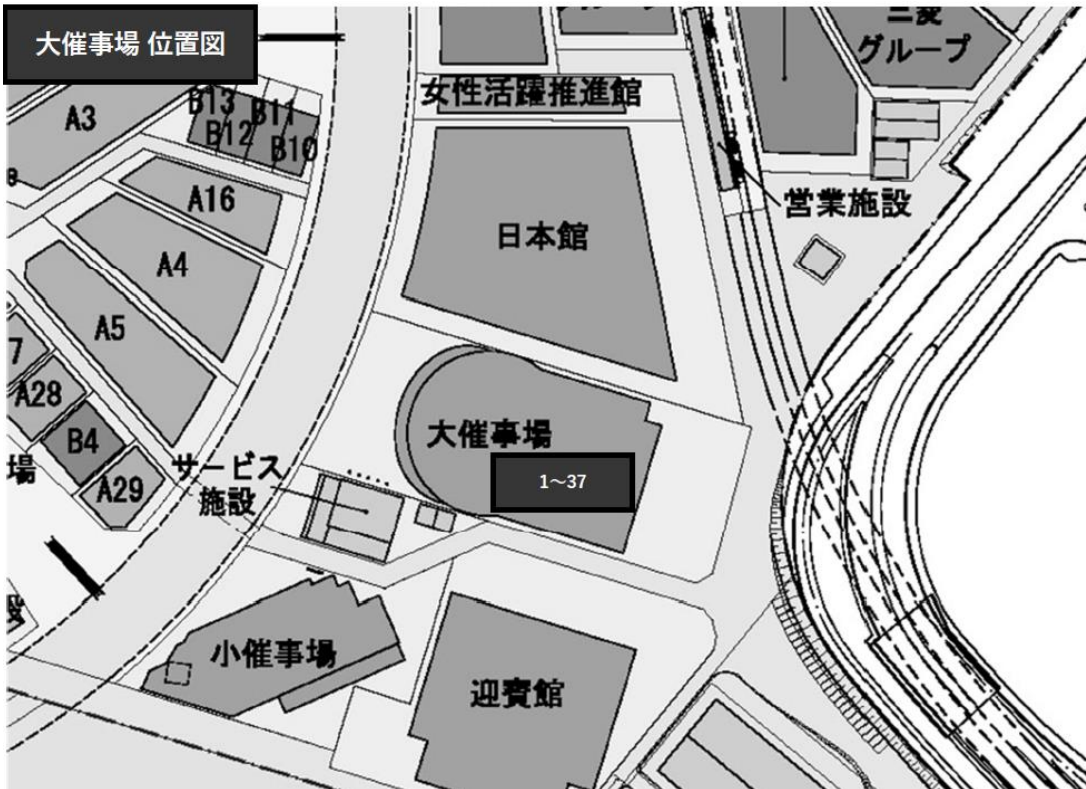 大催事場 位置図
三菱
グループ
女性活躍推進館
B13
B11
B12
B10
A3
A16
営業施設
日本館
A4
A5
7
A28
大催事場
B4
1～37
場
サービス
施設
A29
小催事場
迎賓館